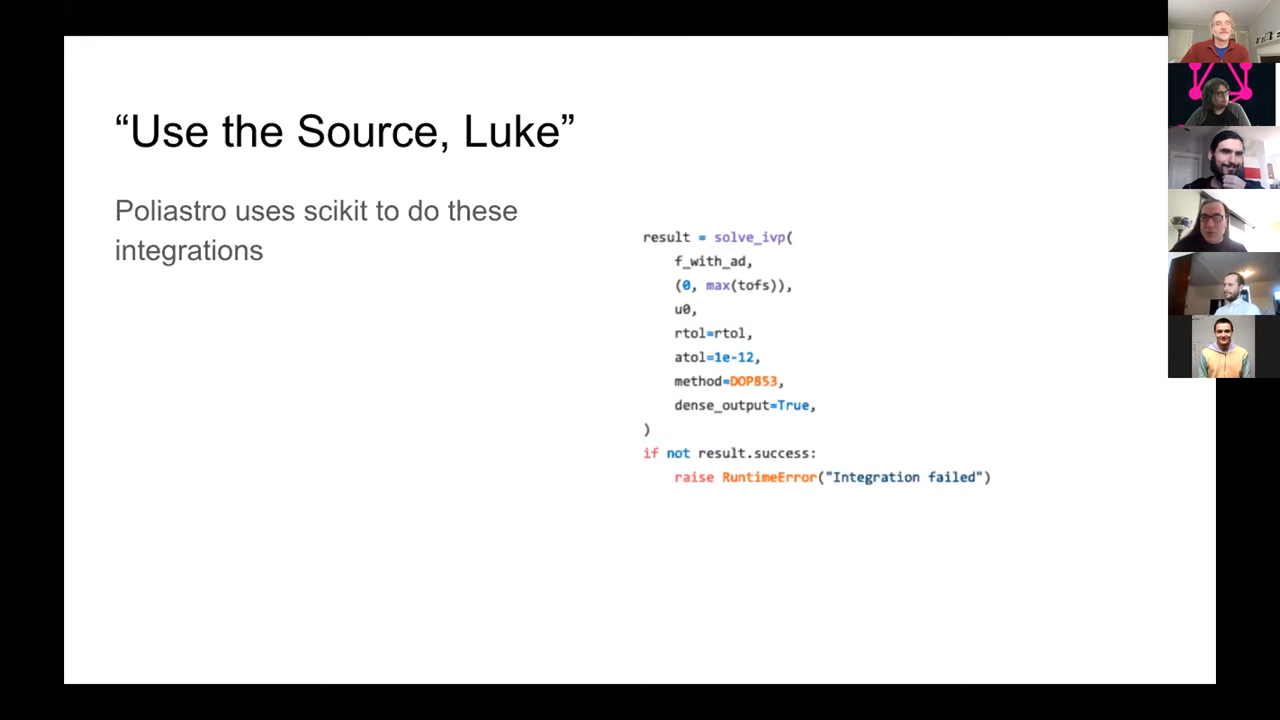 “Use the Source, Luke”
Poliastro uses scikit to do these
integrations
result = solve_ivp(
    f_with_ad,
    (0, max(tofs)),
    u0,
    rtol=rtol,
    atol=1e-12,
    method=DOP853,
    dense_output=True,
)
if not result.success:
    raise RuntimeError("Integration failed")